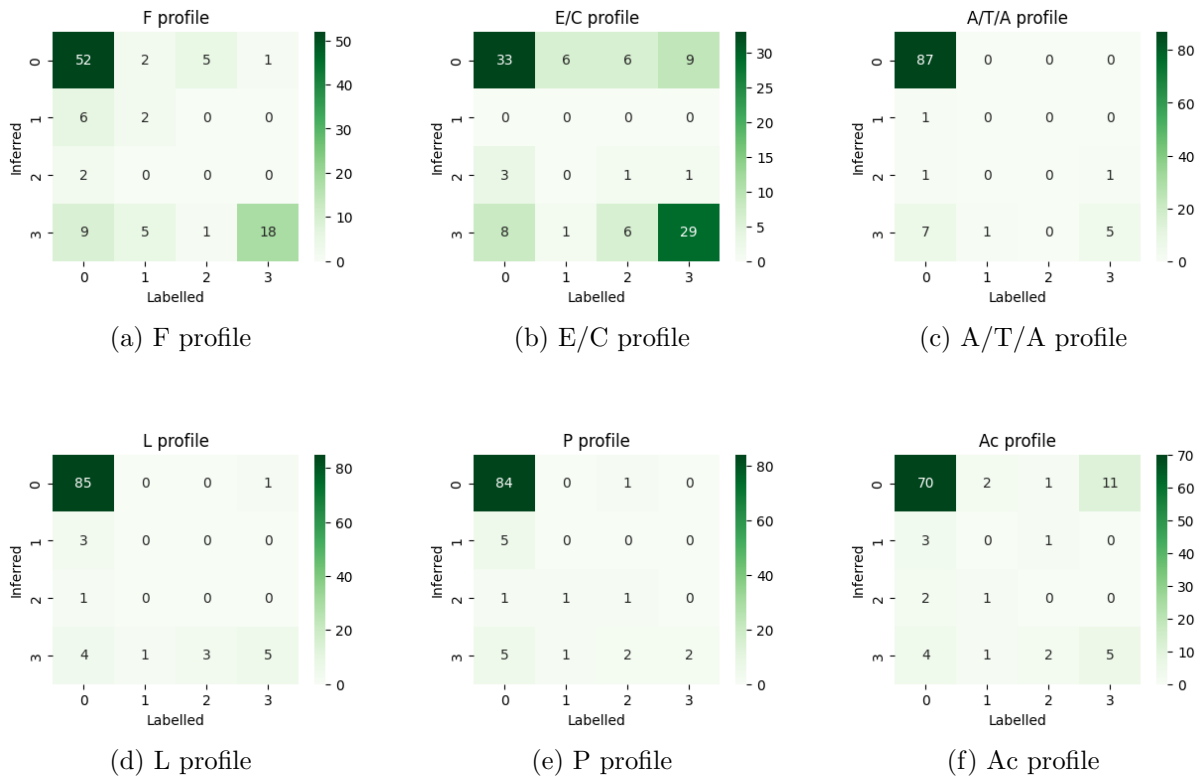 F profile
E/C profile
A/T/A profile
0 52 2 5 1 50
1 6 2 0 0 40
2 2 0 0 0 30
3 9 5 1 18 20
10
0
0 1 2 3
Inferred
Labelled
0 33 6 6 9 30
1 0 0 0 0 25
2 3 0 1 1 20
3 8 1 6 29 15
10
5
0
0 1 2 3
Inferred
Labelled
0 87 0 0 0 80
1 1 0 0 0 60
2 1 0 0 1 40
3 7 1 0 5 20
0
0 1 2 3
Inferred
Labelled
(a) F profile
(b) E/C profile
(c) A/T/A profile
L profile
P profile
Ac profile
0 85 0 0 1 80
1 3 0 0 0 60
2 1 0 0 0 40
3 4 1 3 5 20
0
0 1 2 3
Inferred
Labelled
0 84 0 1 0 80
1 5 0 0 0 60
2 1 1 1 0 40
3 5 1 2 2 20
0
0 1 2 3
Inferred
Labelled
0 70 2 1 11 70
1 3 0 1 0 60
2 2 1 0 0 50
3 4 1 2 5 40
30
20
10
0
0 1 2 3
Inferred
Labelled
(d) L profile
(e) P profile
(f) Ac profile